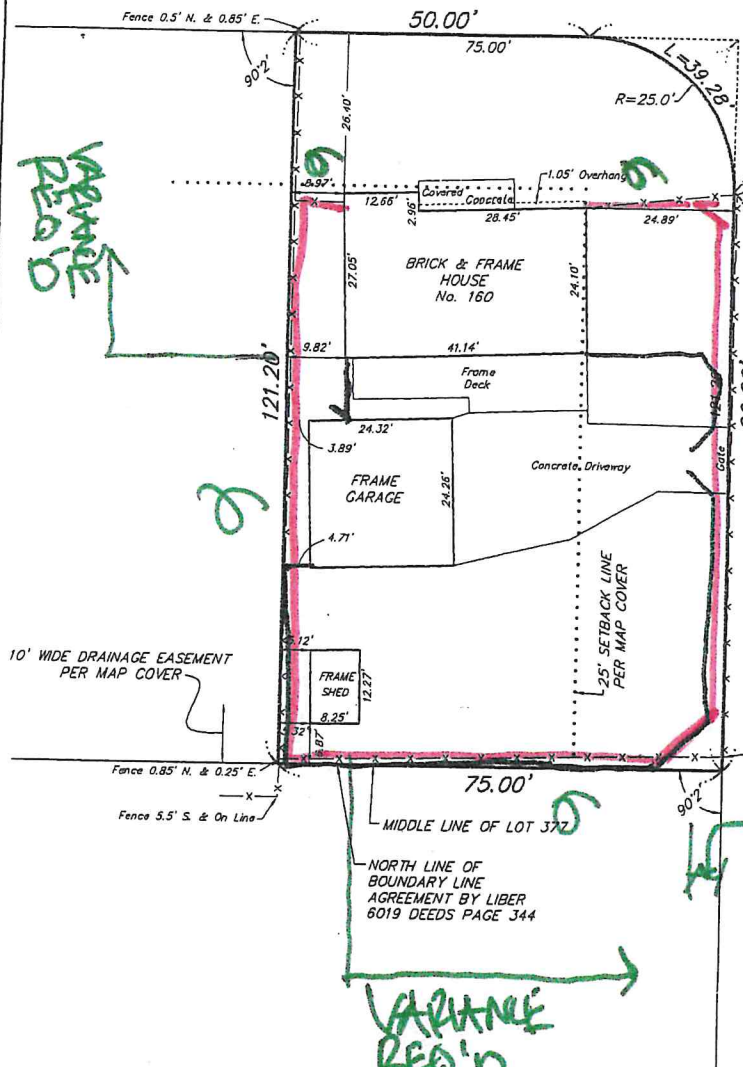 Fence 0.5' N. & 0.85' E.
50.00'
75.00'
L=39.28'
R=25.0'
90°2'
26.40'
VARIANCE
REQ'D
6
6
8.97'
12.66'
Covered
Concrete
1.05' Overhang
2.96'
28.45'
24.89'
27.05'
BRICK & FRAME
HOUSE
No. 160
24.10'
9.82'
41.14'
121.20'
Frame
Deck
24.32'
3.89'
FRAME
GARAGE
24.26'
Concrete Driveway
Gate
6
4.71'
25' SETBACK LINE
PER MAP COVER
10' WIDE DRAINAGE EASEMENT
PER MAP COVER
FRAME
SHED
12.27'
8.25'
Fence 0.85' N. & 0.25' E.
75.00'
90°2'
Fence 5.5' S. & On Line
6
MIDDLE LINE OF LOT 377
NORTH LINE OF
BOUNDARY LINE
AGREEMENT BY LIBER
6019 DEEDS PAGE 344
VARIANCE
REQ'D